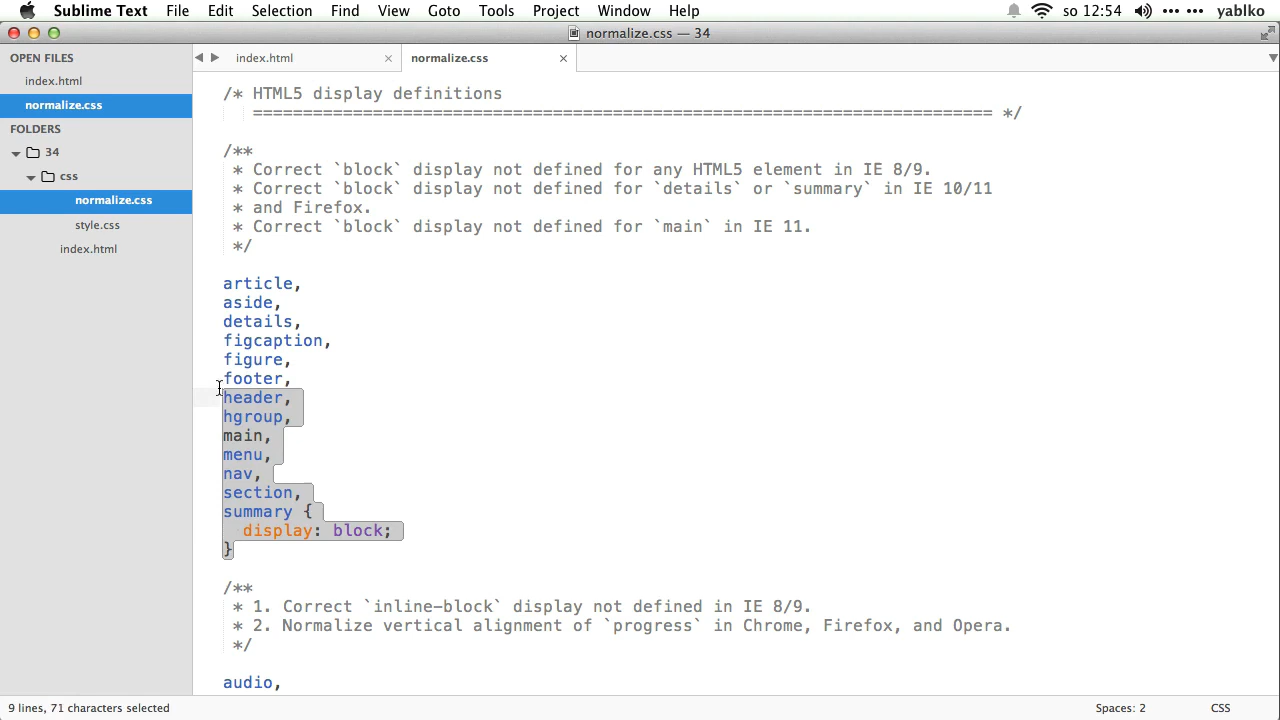 Sublime Text File Edit Selection Find View Goto Tools Project Window Help so 12:54 yablko
normalize.css — 34
OPEN FILES
index.html
normalize.css
FOLDERS
34
css
normalize.css
style.css
index.html
index.html normalize.css
/* HTML5 display definitions
========================================================================== */
/**
* Correct `block` display not defined for any HTML5 element in IE 8/9.
* Correct `block` display not defined for `details` or `summary` in IE 10/11
* and Firefox.
* Correct `block` display not defined for `main` in IE 11.
*/
article,
aside,
details,
figcaption,
figure,
footer,
header,
hgroup,
main,
menu,
nav,
section,
summary {
display: block;
}
/**
* 1. Correct `inline-block` display not defined in IE 8/9.
* 2. Normalize vertical alignment of `progress` in Chrome, Firefox, and Opera.
*/
audio,
9 lines, 71 characters selected Spaces: 2 CSS